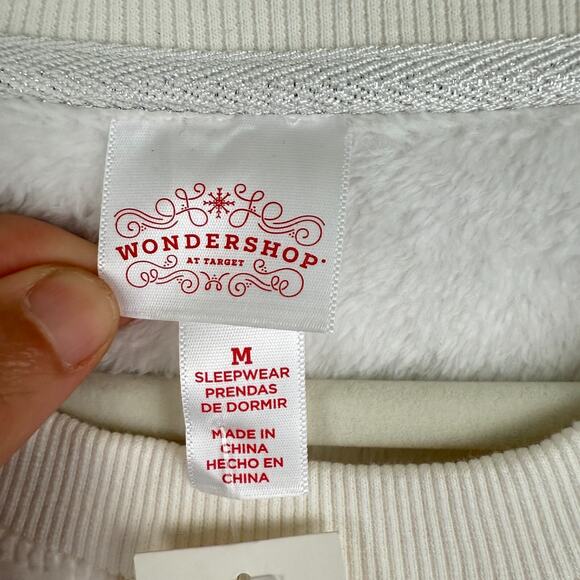 WONDERSHOP
AT TARGET
M
SLEEPWEAR
PRENDAS
DE DORMIR
MADE IN
CHINA
HECHO EN
CHINA